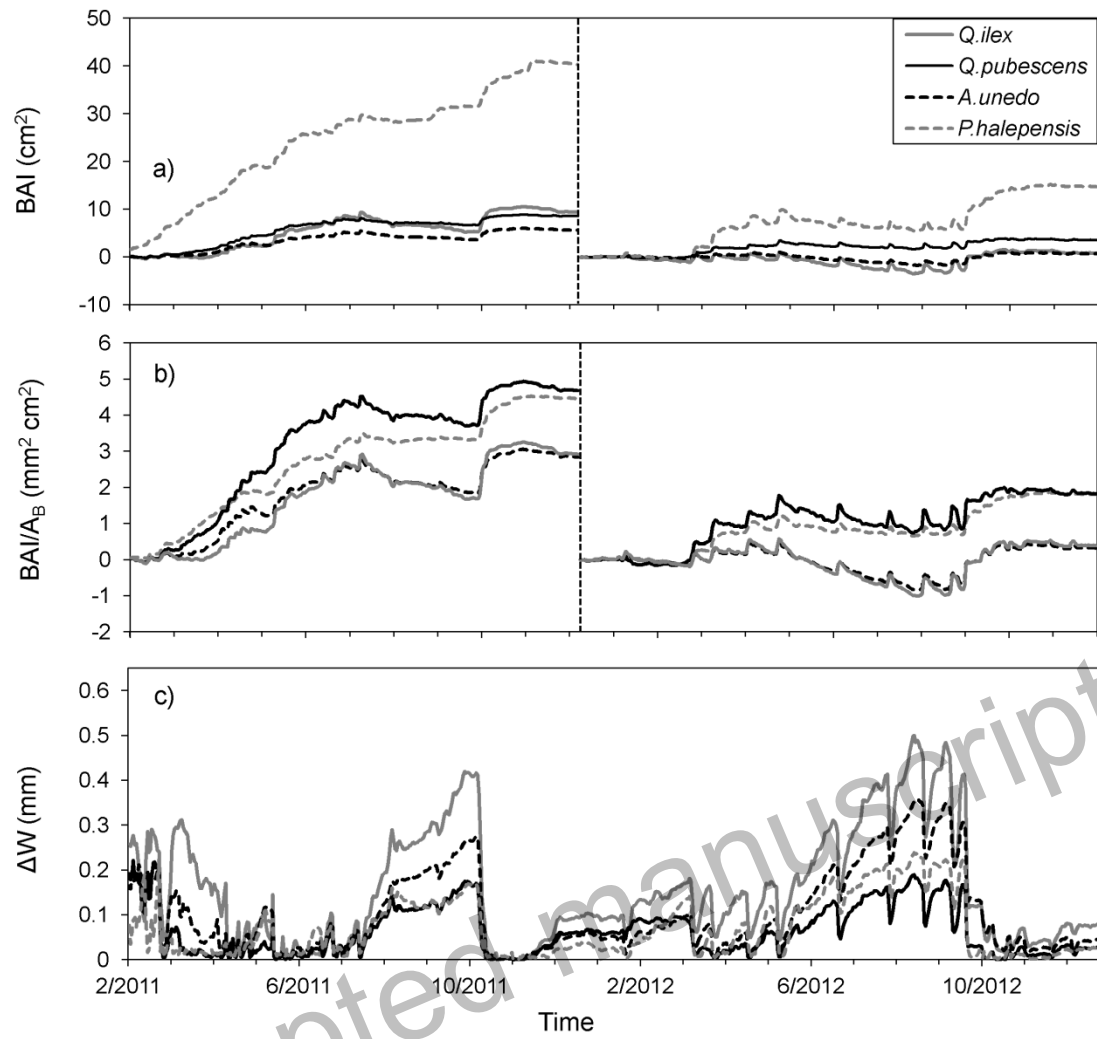 50
40
30
20
10
0
-10
BAI (cm²)
a)
Q.ilex
Q.pubescens
A.unedo
P.halepensis
6
5
4
3
2
1
0
-1
-2
BAI/A_B (mm² cm²)
b)
0.6
0.5
0.4
0.3
0.2
0.1
0
ΔW (mm)
c)
2/2011
6/2011
10/2011
2/2012
6/2012
10/2012
Time
pted manuscript